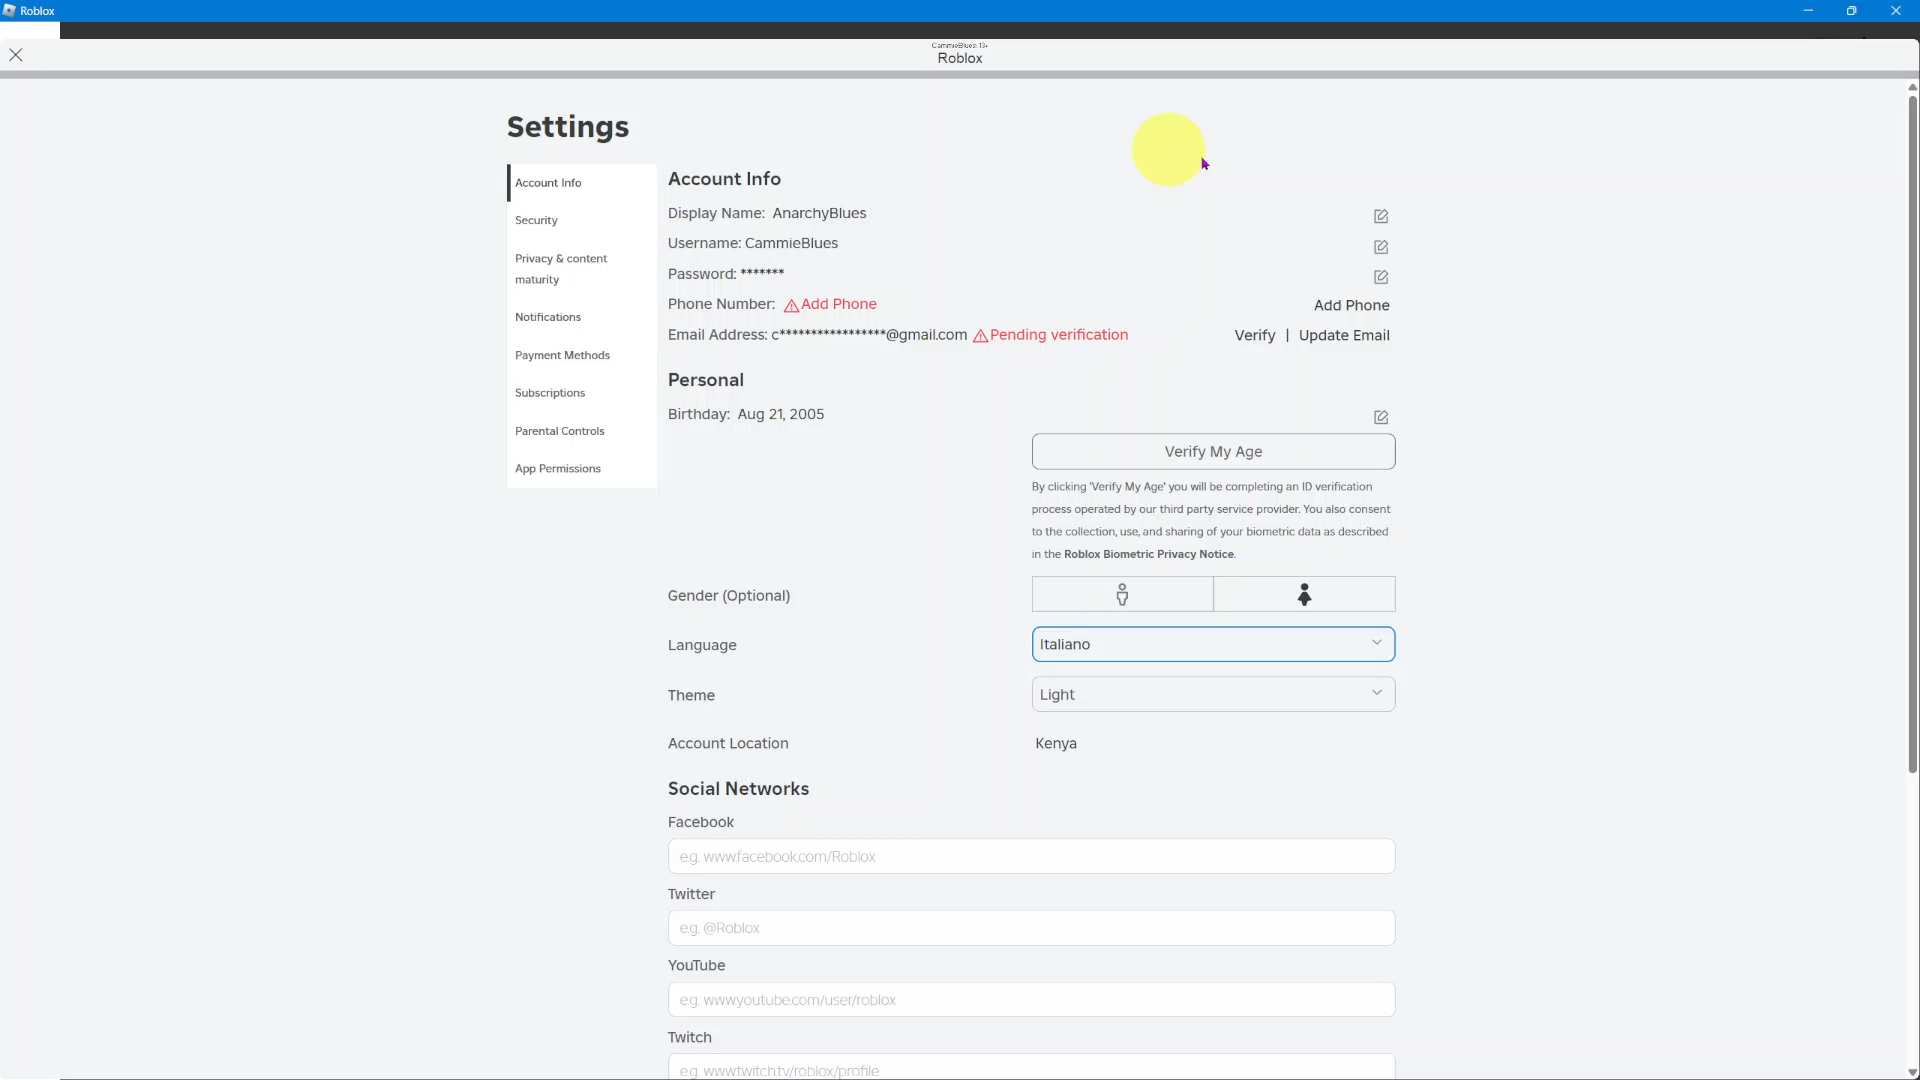 Roblox
CammieBlues: 13+
Roblox
Settings
Account Info
Security
Privacy & content
maturity
Notifications
Payment Methods
Subscriptions
Parental Controls
App Permissions
Account Info
Display Name: AnarchyBlues
Username: CammieBlues
Password: *******
Phone Number: Add Phone
Add Phone
Email Address: c*****************@gmail.com Pending verification
Verify | Update Email
Personal
Birthday: Aug 21, 2005
Verify My Age
By clicking 'Verify My Age' you will be completing an ID verification
process operated by our third party service provider. You also consent
to the collection, use, and sharing of your biometric data as described
in the Roblox Biometric Privacy Notice.
Gender (Optional)
Language
Italiano
Theme
Light
Account Location
Kenya
Social Networks
Facebook
e.g. www.facebook.com/Roblox
Twitter
e.g. @Roblox
YouTube
e.g. www.youtube.com/user/roblox
Twitch
e.g. www.twitch.tv/roblox/profile